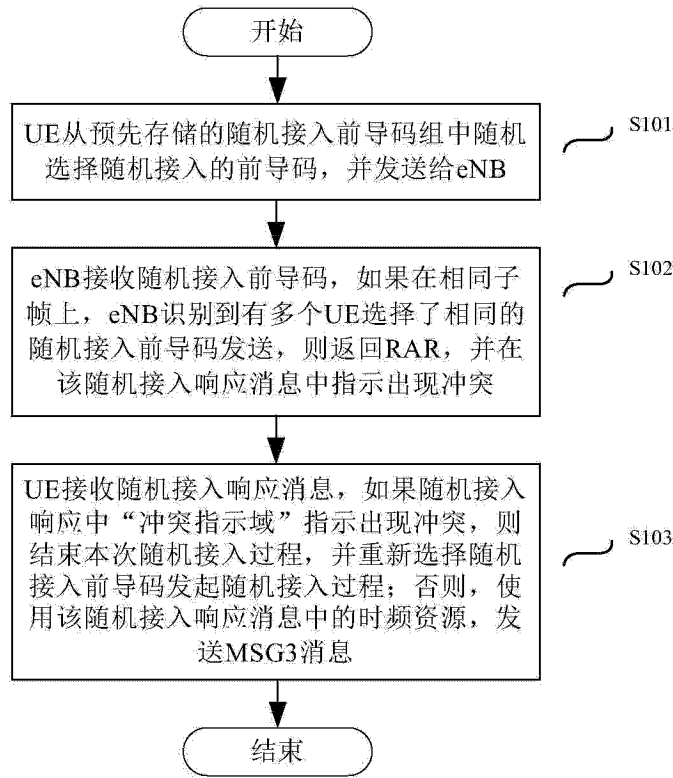 开始
UE从预先存储的随机接入前导码组中随机
选择随机接入的前导码，并发送给eNB
S101
eNB接收随机接入前导码，如果在相同子
帧上，eNB识别到有多个UE选择了相同的
随机接入前导码发送，则返回RAR，并在
该随机接入响应消息中指示出现冲突
S102
UE接收随机接入响应消息，如果随机接入
响应中“冲突指示域”指示出现冲突，则
结束本次随机接入过程，并重新选择随机
接入前导码发起随机接入过程；否则，使
用该随机接入响应消息中的时频资源，发
送MSG3消息
S103
结束